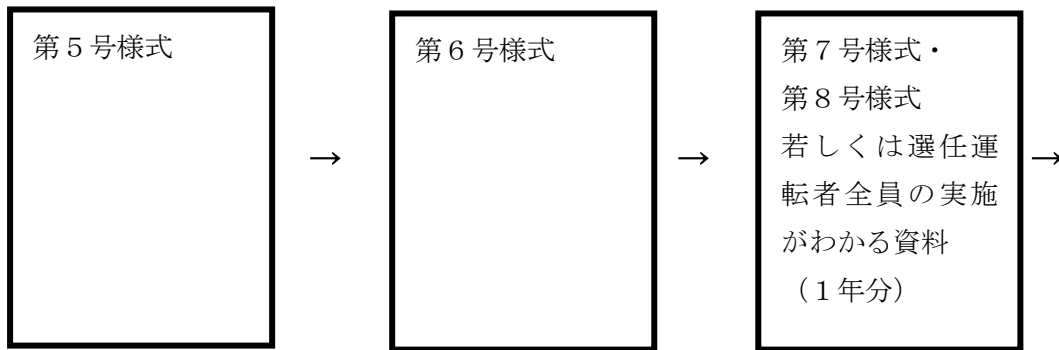 第５号様式
→
第６号様式
→
第７号様式・
第８号様式
若しくは選任運
転者全員の実施
がわかる資料
（１年分）
→